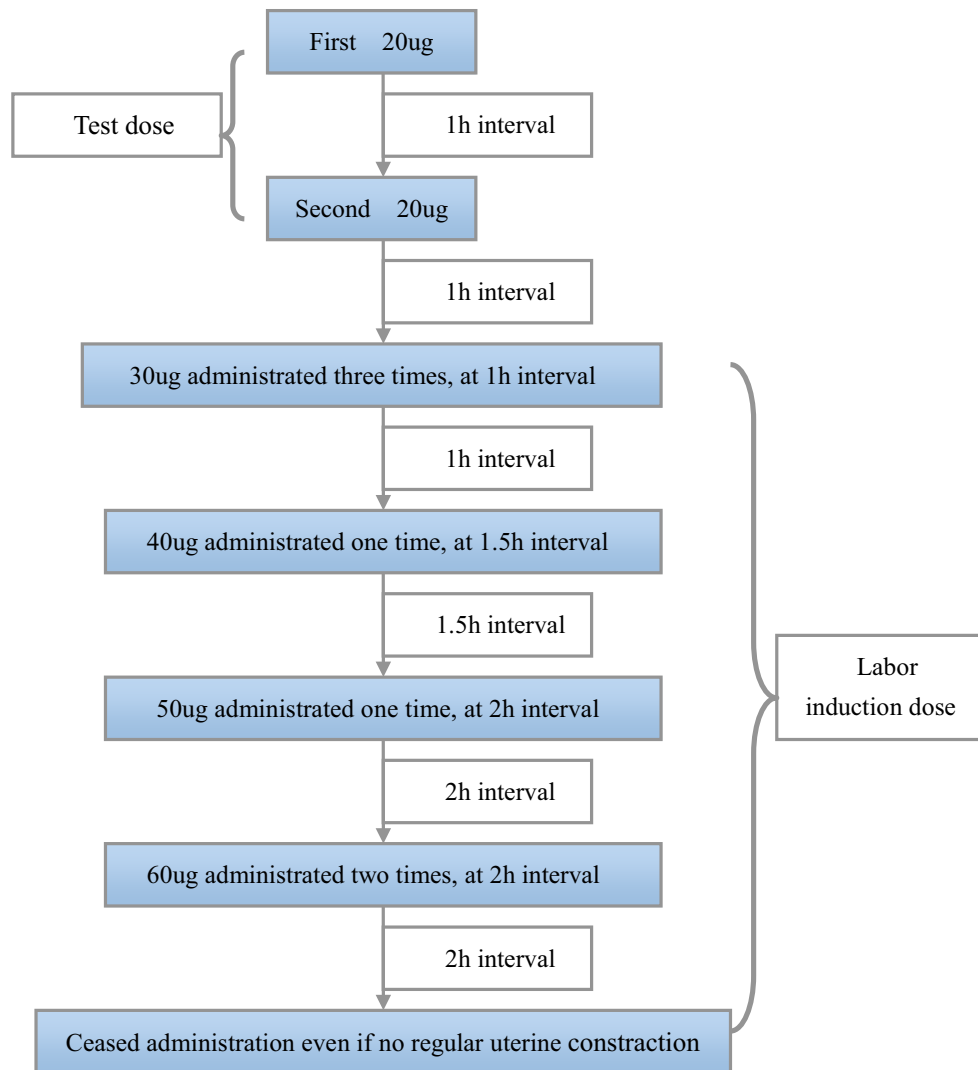 First 20ug
Test dose
1h interval
Second 20ug
1h interval
30ug administrated three times, at 1h interval
1h interval
40ug administrated one time, at 1.5h interval
1.5h interval
50ug administrated one time, at 2h interval
Labor
induction dose
2h interval
60ug administrated two times, at 2h interval
2h interval
Ceased administration even if no regular uterine constraction